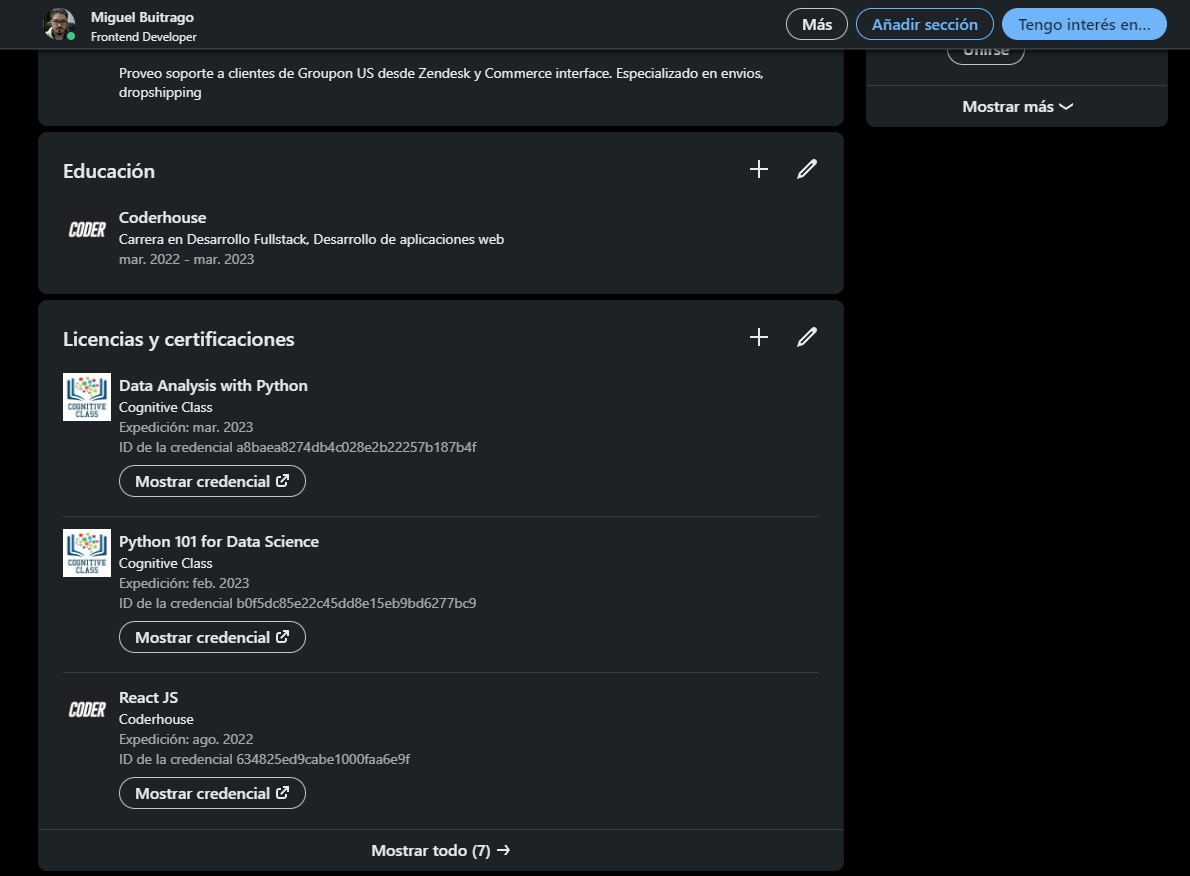 Miguel Buitrago
Frontend Developer
Más
Añadir sección
Tengo interés en...
Unirse
Mostrar más
Proveo soporte a clientes de Groupon US desde Zendesk y Commerce interface. Especializado en envios,
dropshipping
Educación
CODER
Coderhouse
Carrera en Desarrollo Fullstack, Desarrollo de aplicaciones web
mar. 2022 - mar. 2023
Licencias y certificaciones
COGNITIVE
CLASS
Data Analysis with Python
Cognitive Class
Expedición: mar. 2023
ID de la credencial a8baea8274db4c028e2b22257b187b4f
Mostrar credencial
COGNITIVE
CLASS
Python 101 for Data Science
Cognitive Class
Expedición: feb. 2023
ID de la credencial b0f5dc85e22c45dd8e15eb9bd6277bc9
Mostrar credencial
CODER
React JS
Coderhouse
Expedición: ago. 2022
ID de la credencial 634825ed9cabe1000faa6e9f
Mostrar credencial
Mostrar todo (7)